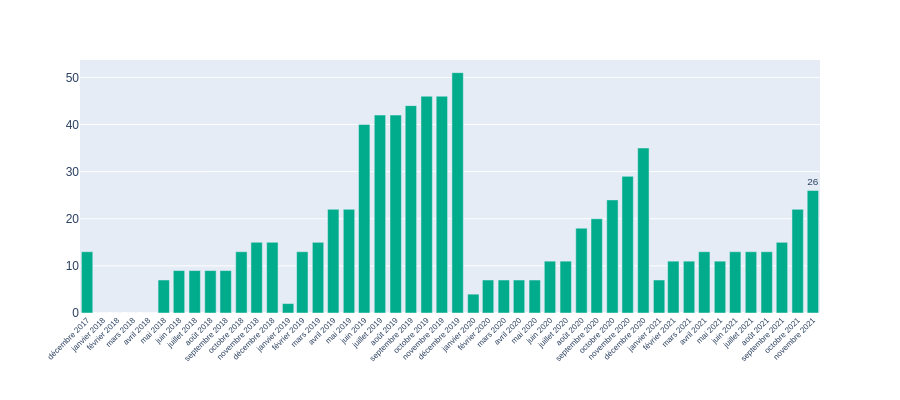 50
40
30
20
10
0
26
décembre 2017
janvier 2018
février 2018
mars 2018
avril 2018
mai 2018
juin 2018
juillet 2018
août 2018
septembre 2018
octobre 2018
novembre 2018
décembre 2018
janvier 2019
février 2019
mars 2019
avril 2019
mai 2019
juin 2019
juillet 2019
août 2019
septembre 2019
octobre 2019
novembre 2019
décembre 2019
janvier 2020
février 2020
mars 2020
avril 2020
mai 2020
juin 2020
juillet 2020
août 2020
septembre 2020
octobre 2020
novembre 2020
décembre 2020
janvier 2021
février 2021
mars 2021
avril 2021
mai 2021
juin 2021
juillet 2021
août 2021
septembre 2021
octobre 2021
novembre 2021